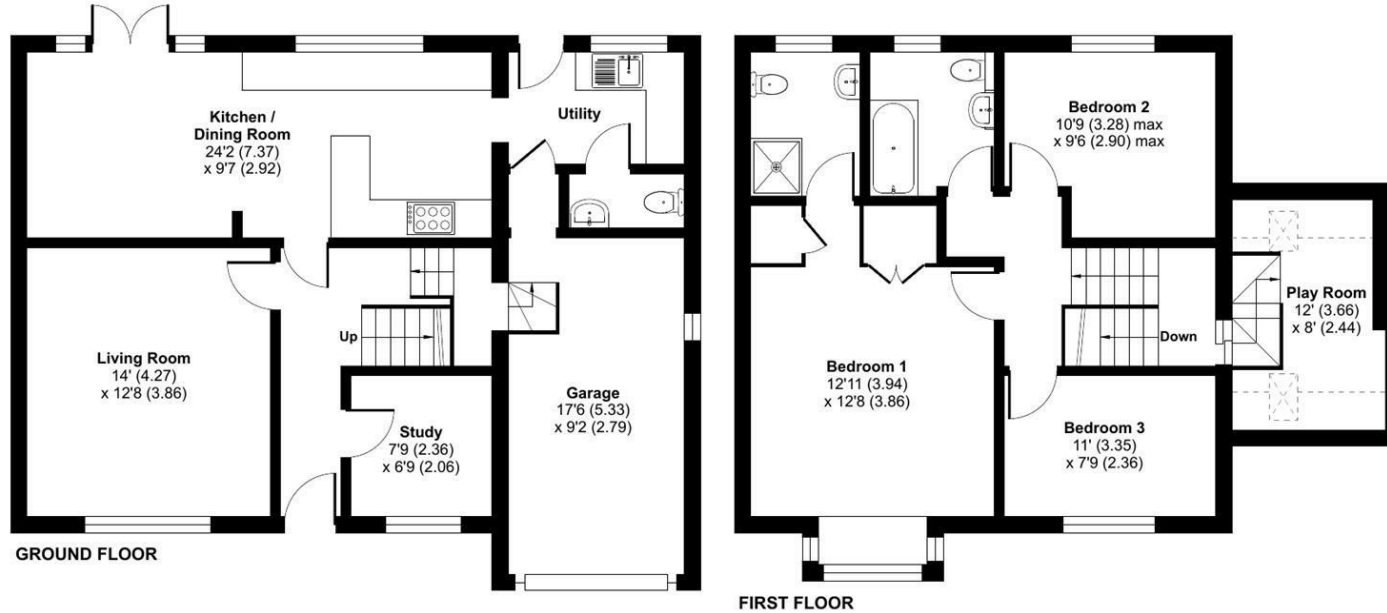 Kitchen /
Dining Room
24'2 (7.37)
x 9'7 (2.92)
Utility
Living Room
14' (4.27)
x 12'8 (3.86)
Up
Study
7'9 (2.36)
x 6'9 (2.06)
Garage
17'6 (5.33)
x 9'2 (2.79)
GROUND FLOOR
Bedroom 2
10'9 (3.28) max
x 9'6 (2.90) max
Play Room
12' (3.66)
x 8' (2.44)
Down
Bedroom 1
12'11 (3.94)
x 12'8 (3.86)
Bedroom 3
11' (3.35)
x 7'9 (2.36)
FIRST FLOOR